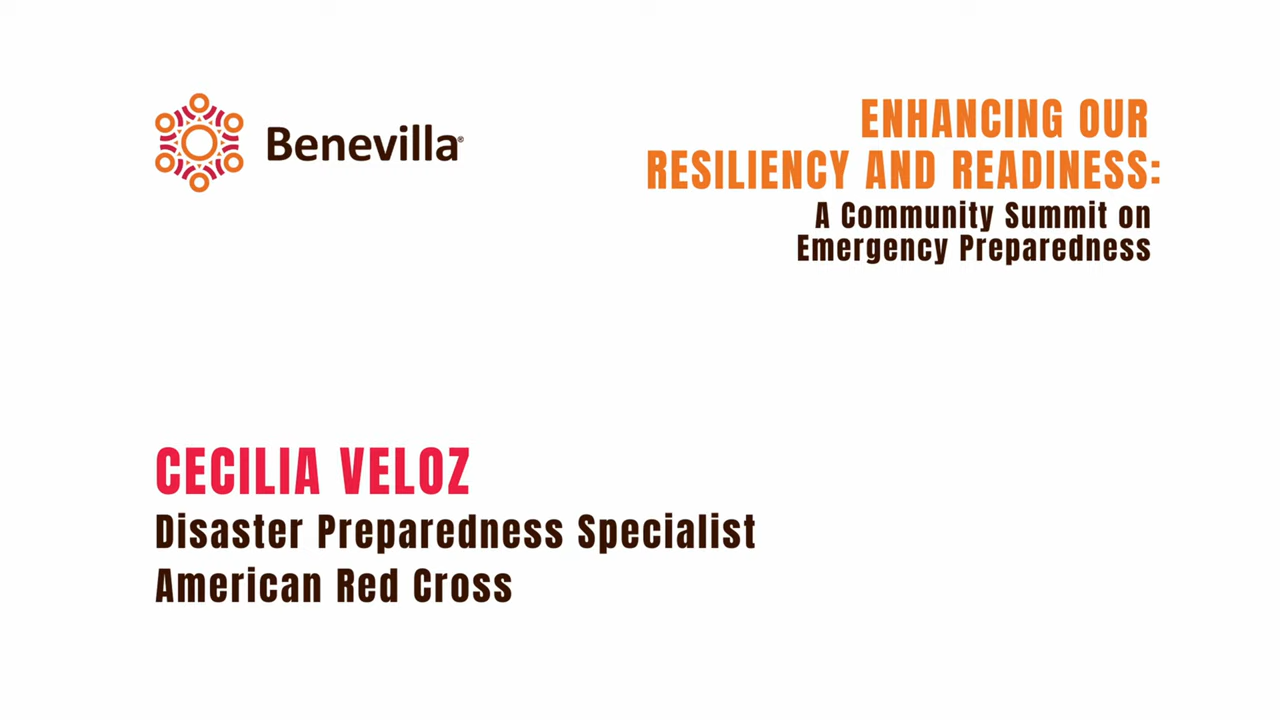 Benevilla®
ENHANCING OUR
RESILIENCY AND READINESS:
A Community Summit on
Emergency Preparedness
CECILIA VELOZ
Disaster Preparedness Specialist
American Red Cross